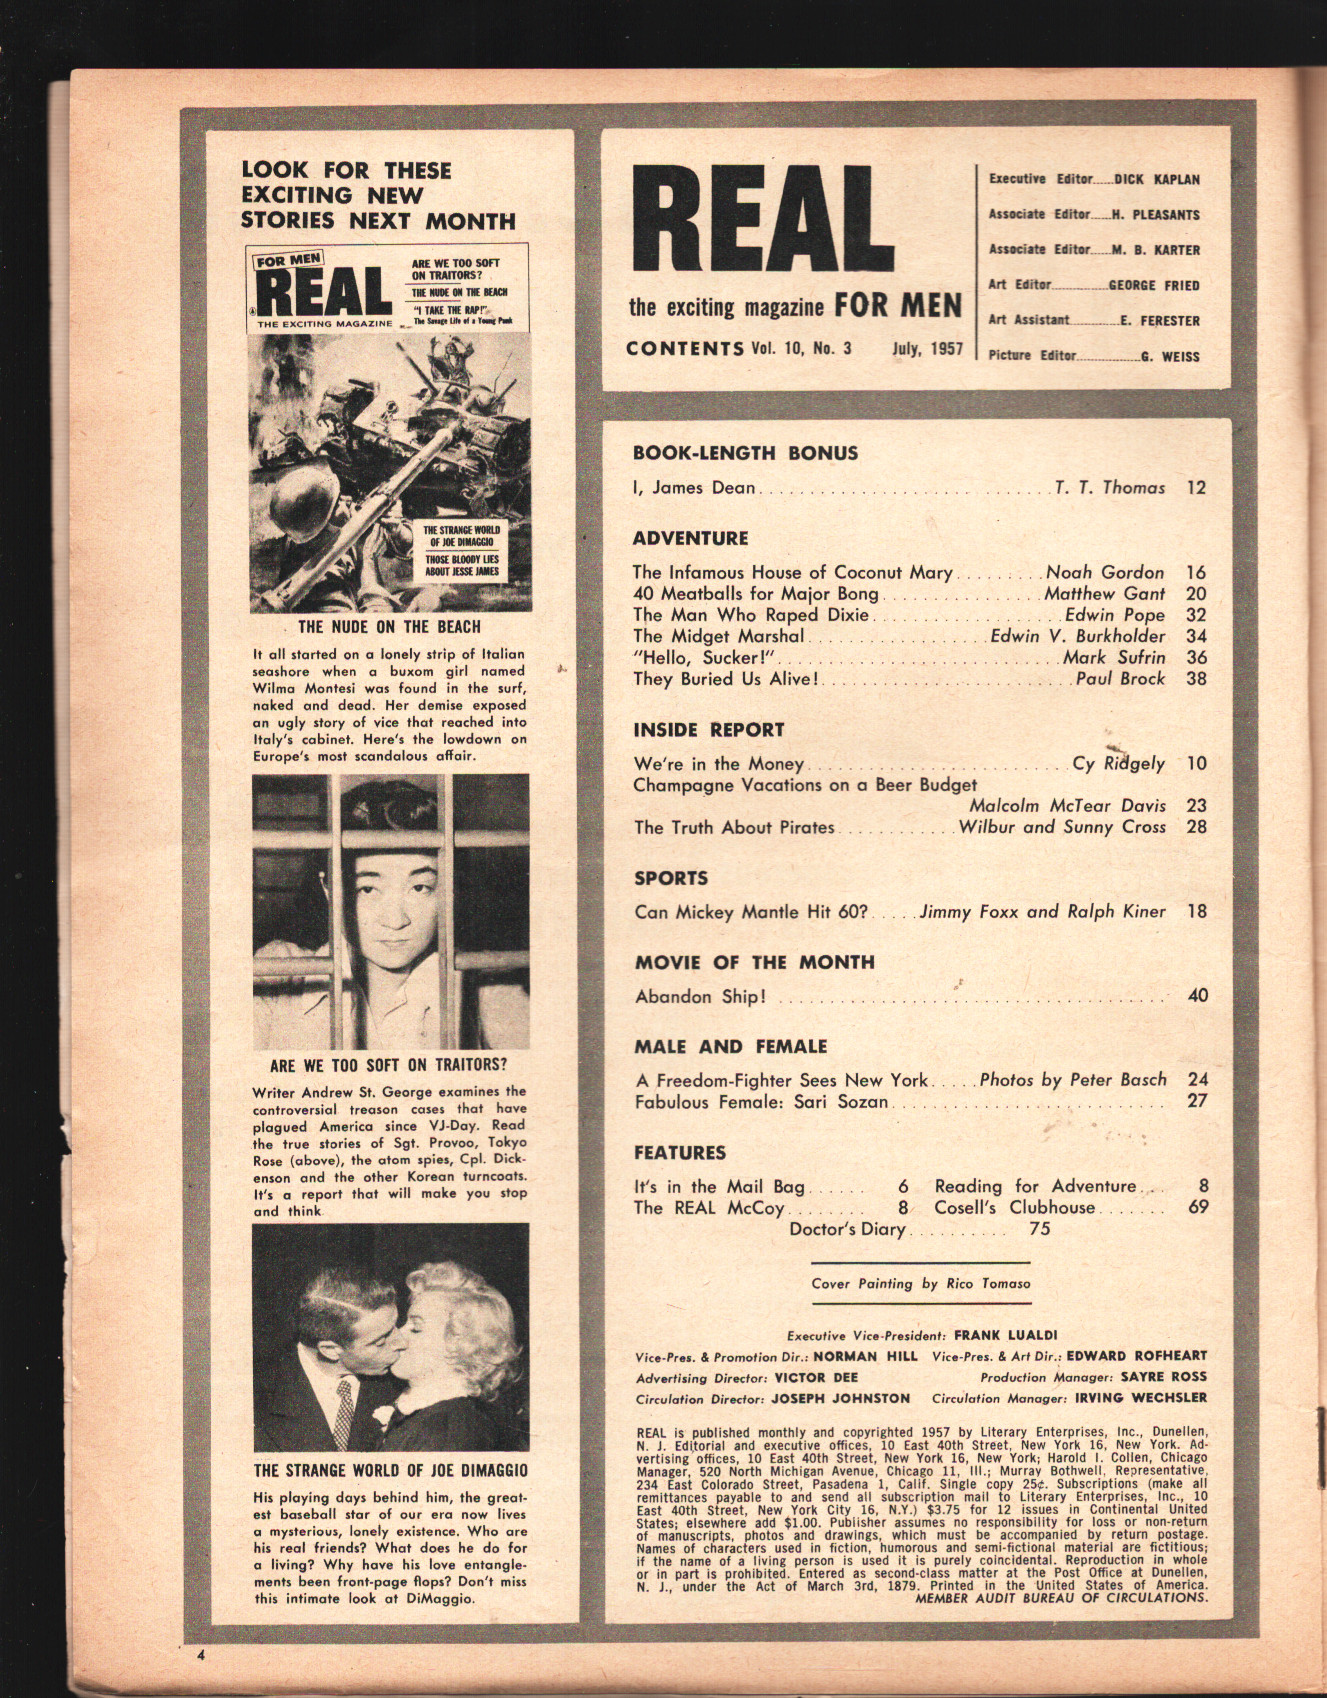 LOOK FOR THESE
EXCITING NEW
STORIES NEXT MONTH
FOR MEN
REAL
THE EXCITING MAGAZINE
ARE WE TOO SOFT
ON TRAITORS?
THE NUDE ON THE BEACH
"I TAKE THE RAP!"
The Savage Life of a Young Punk
THE STRANGE WORLD
OF JOE DIMAGGIO
THOSE BLOODY LIES
ABOUT JESSE JAMES
THE NUDE ON THE BEACH
It all started on a lonely strip of Italian
seashore when a buxom girl named
Wilma Montesi was found in the surf,
naked and dead. Her demise exposed
an ugly story of vice that reached into
Italy's cabinet. Here's the lowdown on
Europe's most scandalous affair.
ARE WE TOO SOFT ON TRAITORS?
Writer Andrew St. George examines the
controversial treason cases that have
plagued America since VJ-Day. Read
the true stories of Sgt. Provoo, Tokyo
Rose (above), the atom spies, Cpl. Dick-
enson and the other Korean turncoats.
It's a report that will make you stop
and think
THE STRANGE WORLD OF JOE DIMAGGIO
His playing days behind him, the great-
est baseball star of our era now lives
a mysterious, lonely existence. Who are
his real friends? What does he do for
a living? Why have his love entangle-
ments been front-page flops? Don't miss
this intimate look at DiMaggio.
REAL
the exciting magazine FOR MEN
CONTENTS Vol. 10, No. 3 July, 1957
Executive Editor......DICK KAPLAN
Associate Editor......H. PLEASANTS
Associate Editor......M. B. KARTER
Art Editor................GEORGE FRIED
Art Assistant..............E. FERESTER
Picture Editor..................G. WEISS
BOOK-LENGTH BONUS
I, James Dean............................T. T. Thomas 12
ADVENTURE
The Infamous House of Coconut Mary.........Noah Gordon 16
40 Meatballs for Major Bong................Matthew Gant 20
The Man Who Raped Dixie...................Edwin Pope 32
The Midget Marshal..................Edwin V. Burkholder 34
"Hello, Sucker!"............................Mark Sufrin 36
They Buried Us Alive!.........................Paul Brock 38
INSIDE REPORT
We're in the Money..........................Cy Ridgely 10
Champagne Vacations on a Beer Budget
Malcolm McTear Davis 23
The Truth About Pirates............Wilbur and Sunny Cross 28
SPORTS
Can Mickey Mantle Hit 60?.....Jimmy Foxx and Ralph Kiner 18
MOVIE OF THE MONTH
Abandon Ship! ....................................... 40
MALE AND FEMALE
A Freedom-Fighter Sees New York.....Photos by Peter Basch 24
Fabulous Female: Sari Sozan........................... 27
FEATURES
It's in the Mail Bag...... 6 Reading for Adventure... 8
The REAL McCoy........ 8 Cosell's Clubhouse....... 69
Doctor's Diary.......... 75
Cover Painting by Rico Tomaso
Executive Vice-President: FRANK LUALDI
Vice-Pres. & Promotion Dir.: NORMAN HILL Vice-Pres. & Art Dir.: EDWARD ROFHEART
Advertising Director: VICTOR DEE Production Manager: SAYRE ROSS
Circulation Director: JOSEPH JOHNSTON Circulation Manager: IRVING WECHSLER
REAL is published monthly and copyrighted 1957 by Literary Enterprises, Inc., Dunellen,
N. J. Editorial and executive offices, 10 East 40th Street, New York 16, New York. Ad-
vertising offices, 10 East 40th Street, New York 16, New York; Harold I. Collen, Chicago
Manager, 520 North Michigan Avenue, Chicago 11, Ill.; Murray Bothwell, Representative,
234 East Colorado Street, Pasadena 1, Calif. Single copy 25¢. Subscriptions (make all
remittances payable to and send all subscription mail to Literary Enterprises, Inc., 10
East 40th Street, New York City 16, N.Y.) $3.75 for 12 issues in Continental United
States; elsewhere add $1.00. Publisher assumes no responsibility for loss or non-return
of manuscripts, photos and drawings, which must be accompanied by return postage.
Names of characters used in fiction, humorous and semi-fictional material are fictitious;
if the name of a living person is used it is purely coincidental. Reproduction in whole
or in part is prohibited. Entered as second-class matter at the Post Office at Dunellen,
N. J., under the Act of March 3rd, 1879. Printed in the United States of America.
MEMBER AUDIT BUREAU OF CIRCULATIONS.
4